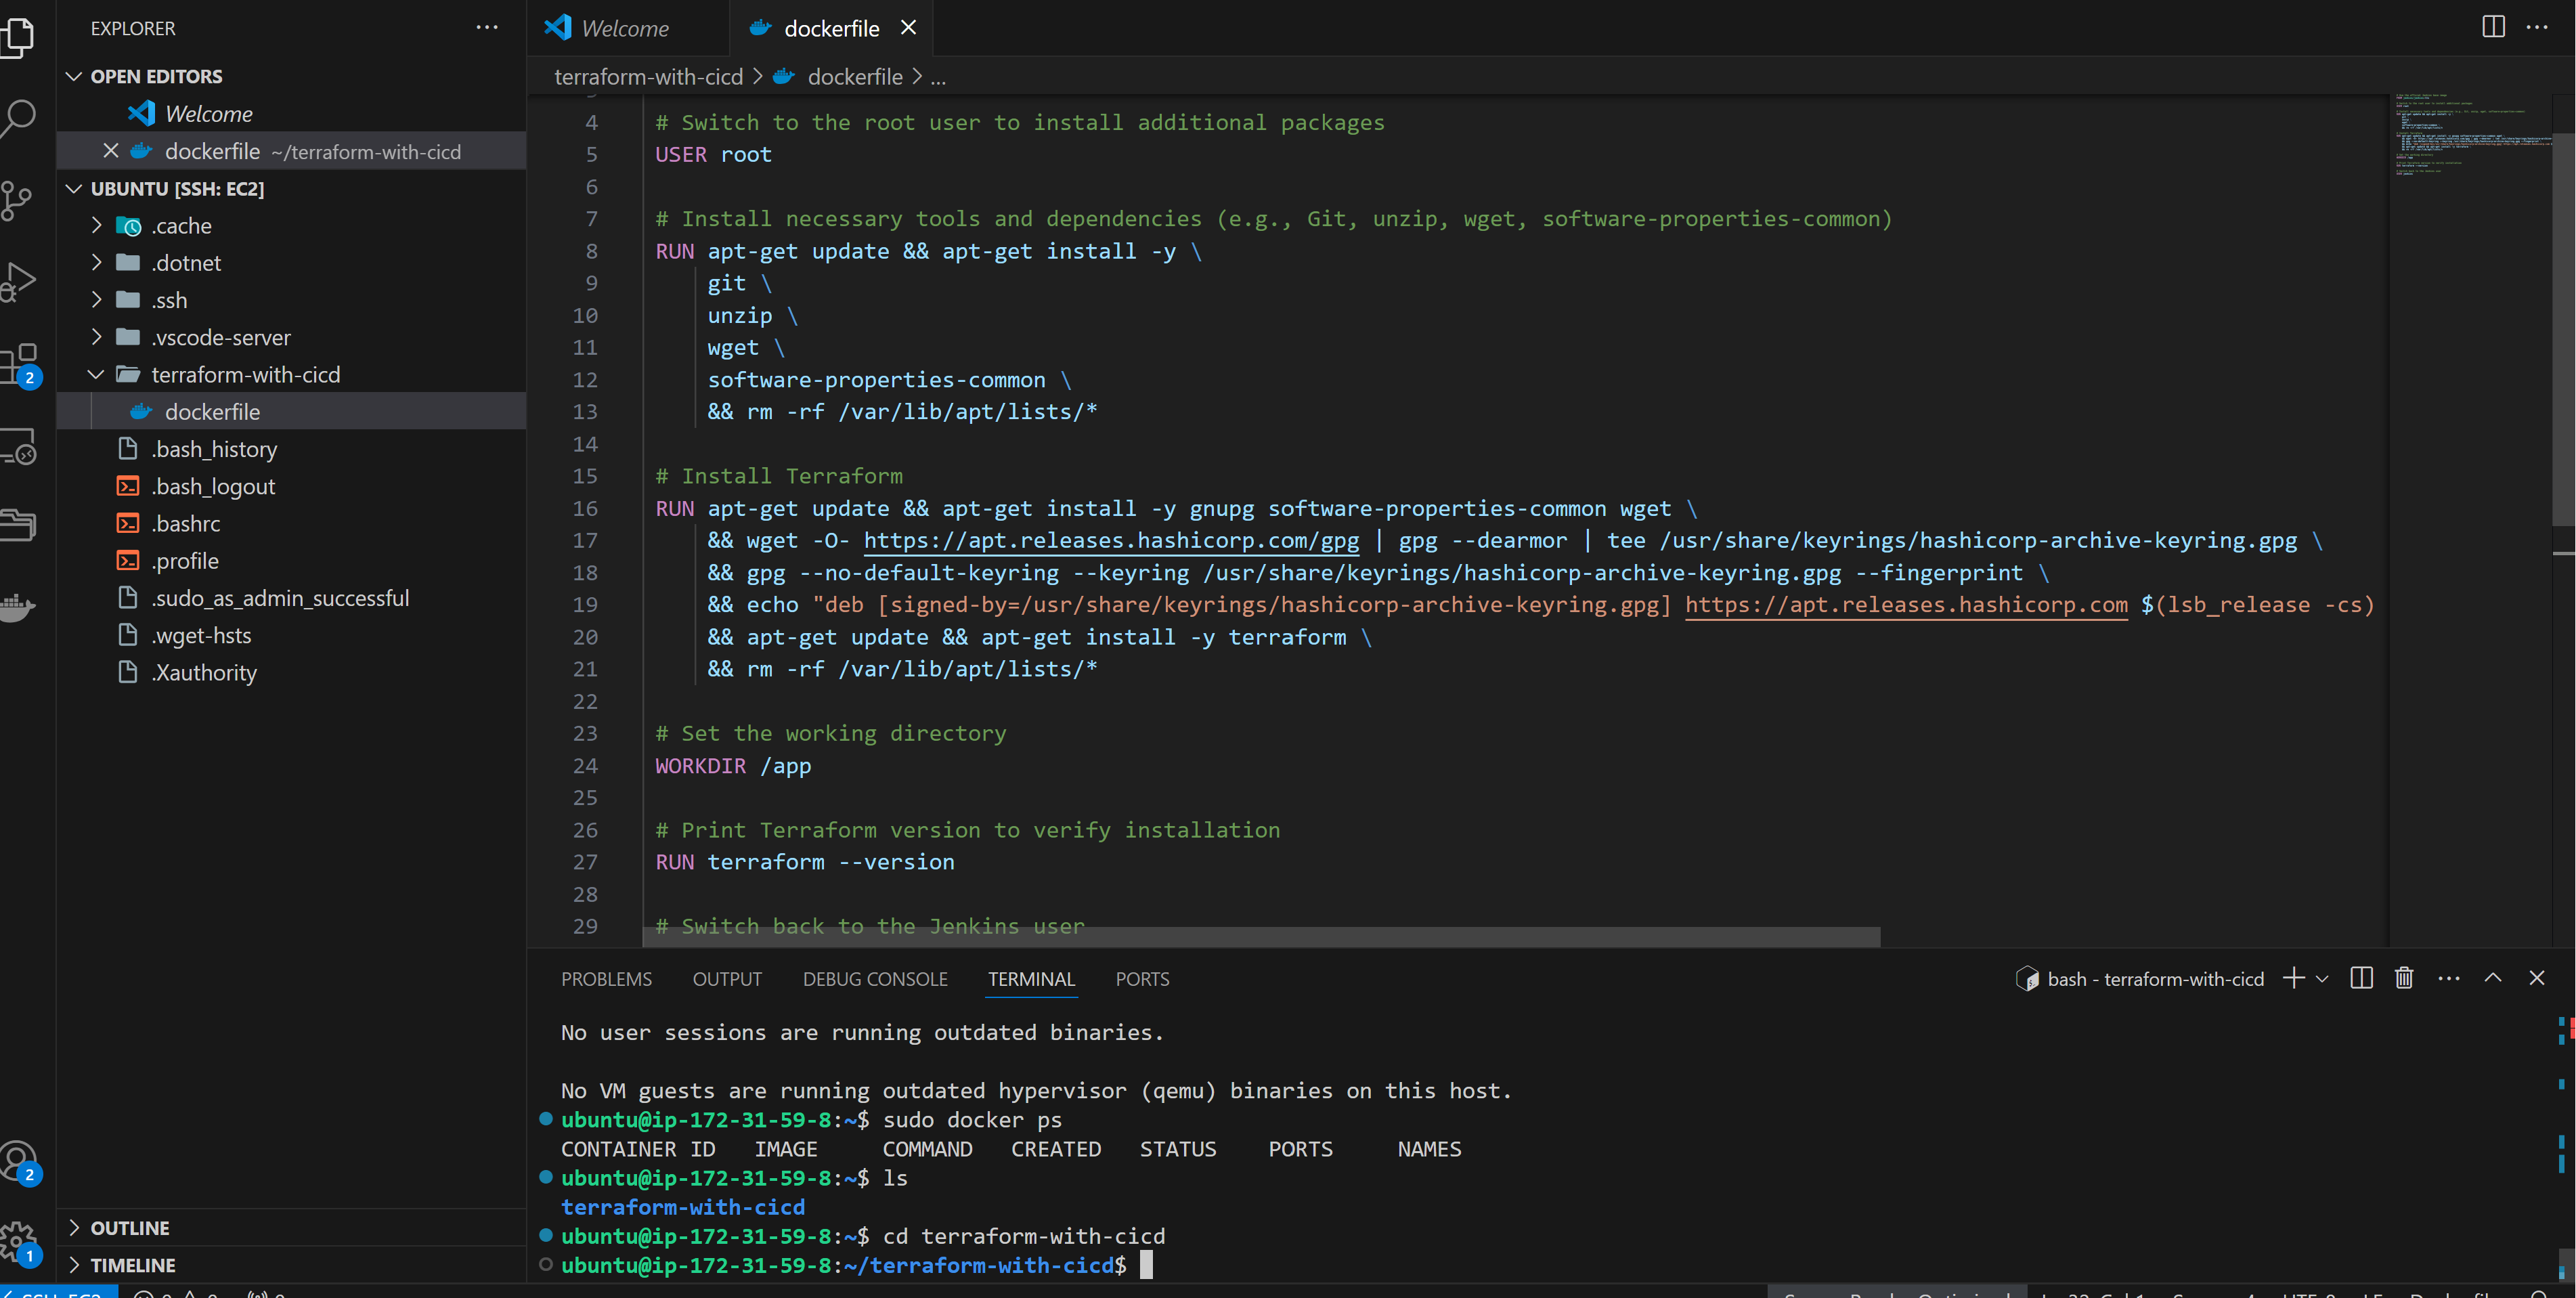 EXPLORER
OPEN EDITORS
Welcome
dockerfile ~/terraform-with-cicd
UBUNTU [SSH: EC2]
.cache
.dotnet
.ssh
.vscode-server
terraform-with-cicd
dockerfile
.bash_history
.bash_logout
.bashrc
.profile
.sudo_as_admin_successful
.wget-hsts
.Xauthority
OUTLINE
TIMELINE
2
2
1
Welcome
dockerfile
terraform-with-cicd > dockerfile > ...
4 # Switch to the root user to install additional packages
5 USER root
6
7 # Install necessary tools and dependencies (e.g., Git, unzip, wget, software-properties-common)
8 RUN apt-get update && apt-get install -y \
9 git \
10 unzip \
11 wget \
12 software-properties-common \
13 && rm -rf /var/lib/apt/lists/*
14
15 # Install Terraform
16 RUN apt-get update && apt-get install -y gnupg software-properties-common wget \
17 && wget -O- https://apt.releases.hashicorp.com/gpg | gpg --dearmor | tee /usr/share/keyrings/hashicorp-archive-keyring.gpg \
18 && gpg --no-default-keyring --keyring /usr/share/keyrings/hashicorp-archive-keyring.gpg --fingerprint \
19 && echo "deb [signed-by=/usr/share/keyrings/hashicorp-archive-keyring.gpg] https://apt.releases.hashicorp.com $(lsb_release -cs)
20 && apt-get update && apt-get install -y terraform \
21 && rm -rf /var/lib/apt/lists/*
22
23 # Set the working directory
24 WORKDIR /app
25
26 # Print Terraform version to verify installation
27 RUN terraform --version
28
29 # Switch back to the Jenkins user
PROBLEMS OUTPUT DEBUG CONSOLE TERMINAL PORTS
bash - terraform-with-cicd
No user sessions are running outdated binaries.
No VM guests are running outdated hypervisor (qemu) binaries on this host.
ubuntu@ip-172-31-59-8:~$ sudo docker ps
CONTAINER ID IMAGE COMMAND CREATED STATUS PORTS NAMES
ubuntu@ip-172-31-59-8:~$ ls
terraform-with-cicd
ubuntu@ip-172-31-59-8:~$ cd terraform-with-cicd
ubuntu@ip-172-31-59-8:~/terraform-with-cicd$